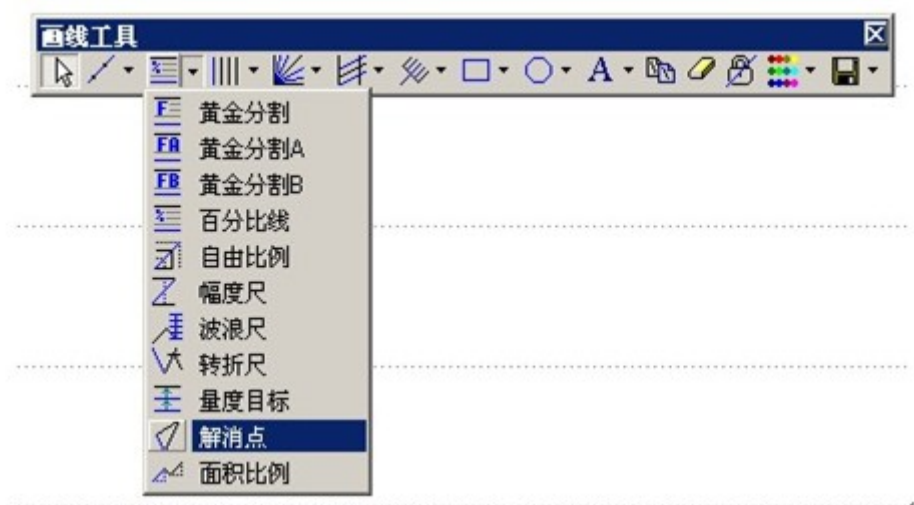 画线工具
A
F 黄金分割
FA 黄金分割A
FB 黄金分割B
% 百分比线
自由比例
幅度尺
波浪尺
转折尺
量度目标
解消点
面积比例